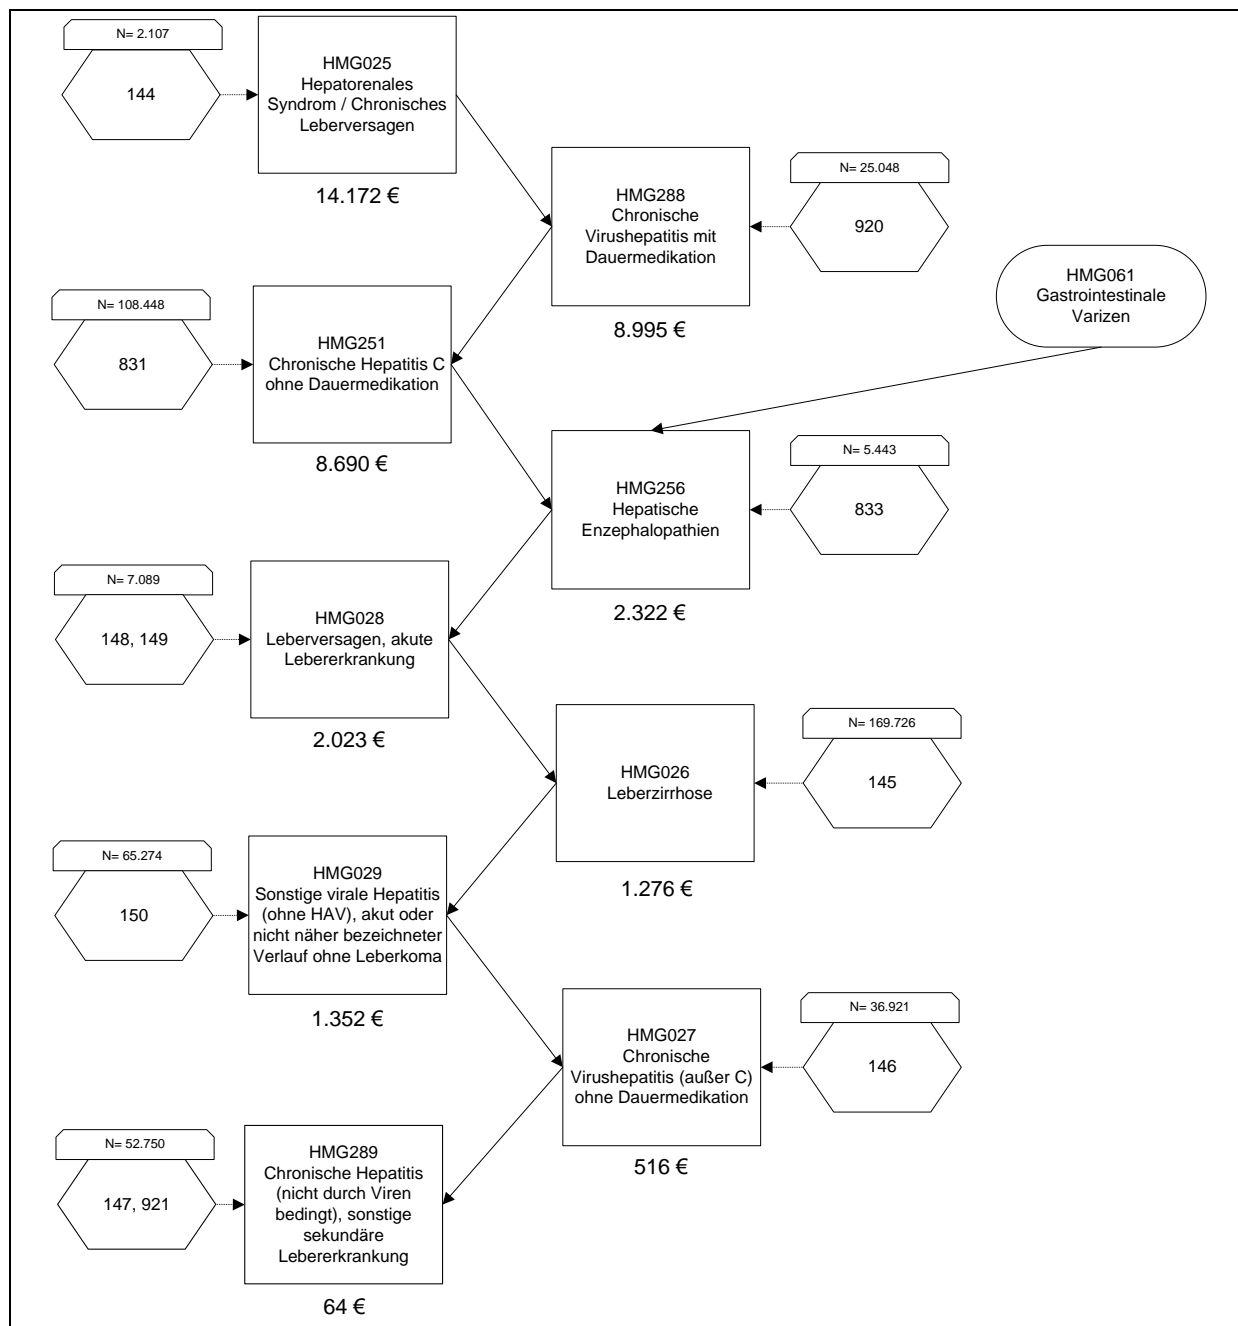 N= 2.107
144
HMG025
Hepatorenales
Syndrom / Chronisches
Leberversagen
14.172 €
HMG288
Chronische
Virushepatitis mit
Dauermedikation
8.995 €
N= 25.048
920
HMG061
Gastrointestinale
Varizen
N= 108.448
831
HMG251
Chronische Hepatitis C
ohne Dauermedikation
8.690 €
HMG256
Hepatische
Enzephalopathien
2.322 €
N= 5.443
833
N= 7.089
148, 149
HMG028
Leberversagen, akute
Lebererkrankung
2.023 €
HMG026
Leberzirrhose
1.276 €
N= 169.726
145
N= 65.274
150
HMG029
Sonstige virale Hepatitis
(ohne HAV), akut oder
nicht näher bezeichneter
Verlauf ohne Leberkoma
1.352 €
HMG027
Chronische
Virushepatitis (außer C)
ohne Dauermedikation
516 €
N= 36.921
146
N= 52.750
147, 921
HMG289
Chronische Hepatitis
(nicht durch Viren
bedingt), sonstige
sekundäre
Lebererkrankung
64 €